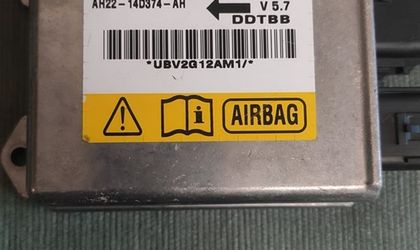 AH22-14D374-AH
V 5.7
DDTBB
*UBV2G12AM1/*
AIRBAG